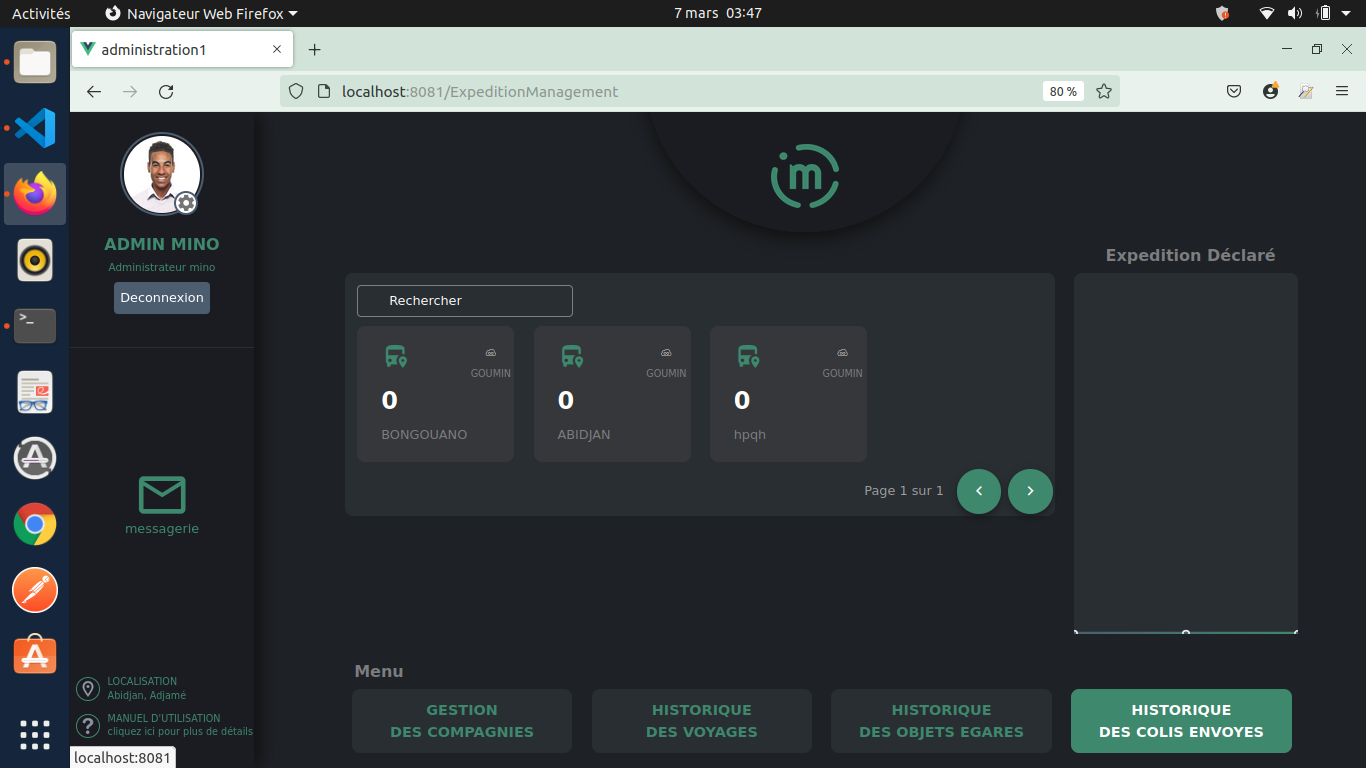 Activités
Navigateur Web Firefox
7 mars 03:47
administration1
localhost:8081/ExpeditionManagement
80 %
m
ADMIN MINO
Administrateur mino
Deconnexion
messagerie
LOCALISATION
Abidjan, Adjamé
MANUEL D'UTILISATION
cliquez ici pour plus de détails
localhost:8081
Expedition Déclaré
Rechercher
GOUMIN
0
BONGOUANO
GOUMIN
0
ABIDJAN
GOUMIN
0
hpqh
Page 1 sur 1
Menu
GESTION
DES COMPAGNIES
HISTORIQUE
DES VOYAGES
HISTORIQUE
DES OBJETS EGARES
HISTORIQUE
DES COLIS ENVOYES